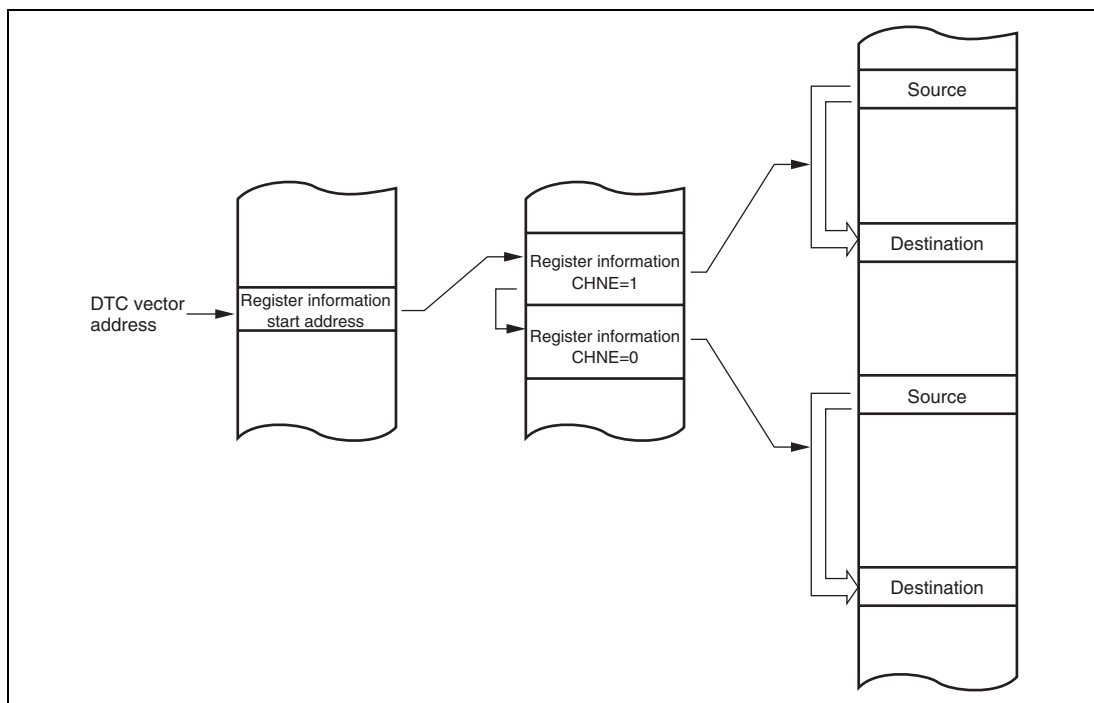 DTC vector
address
Register information
start address
Register information
CHNE=1
Register information
CHNE=0
Source
Destination
Source
Destination